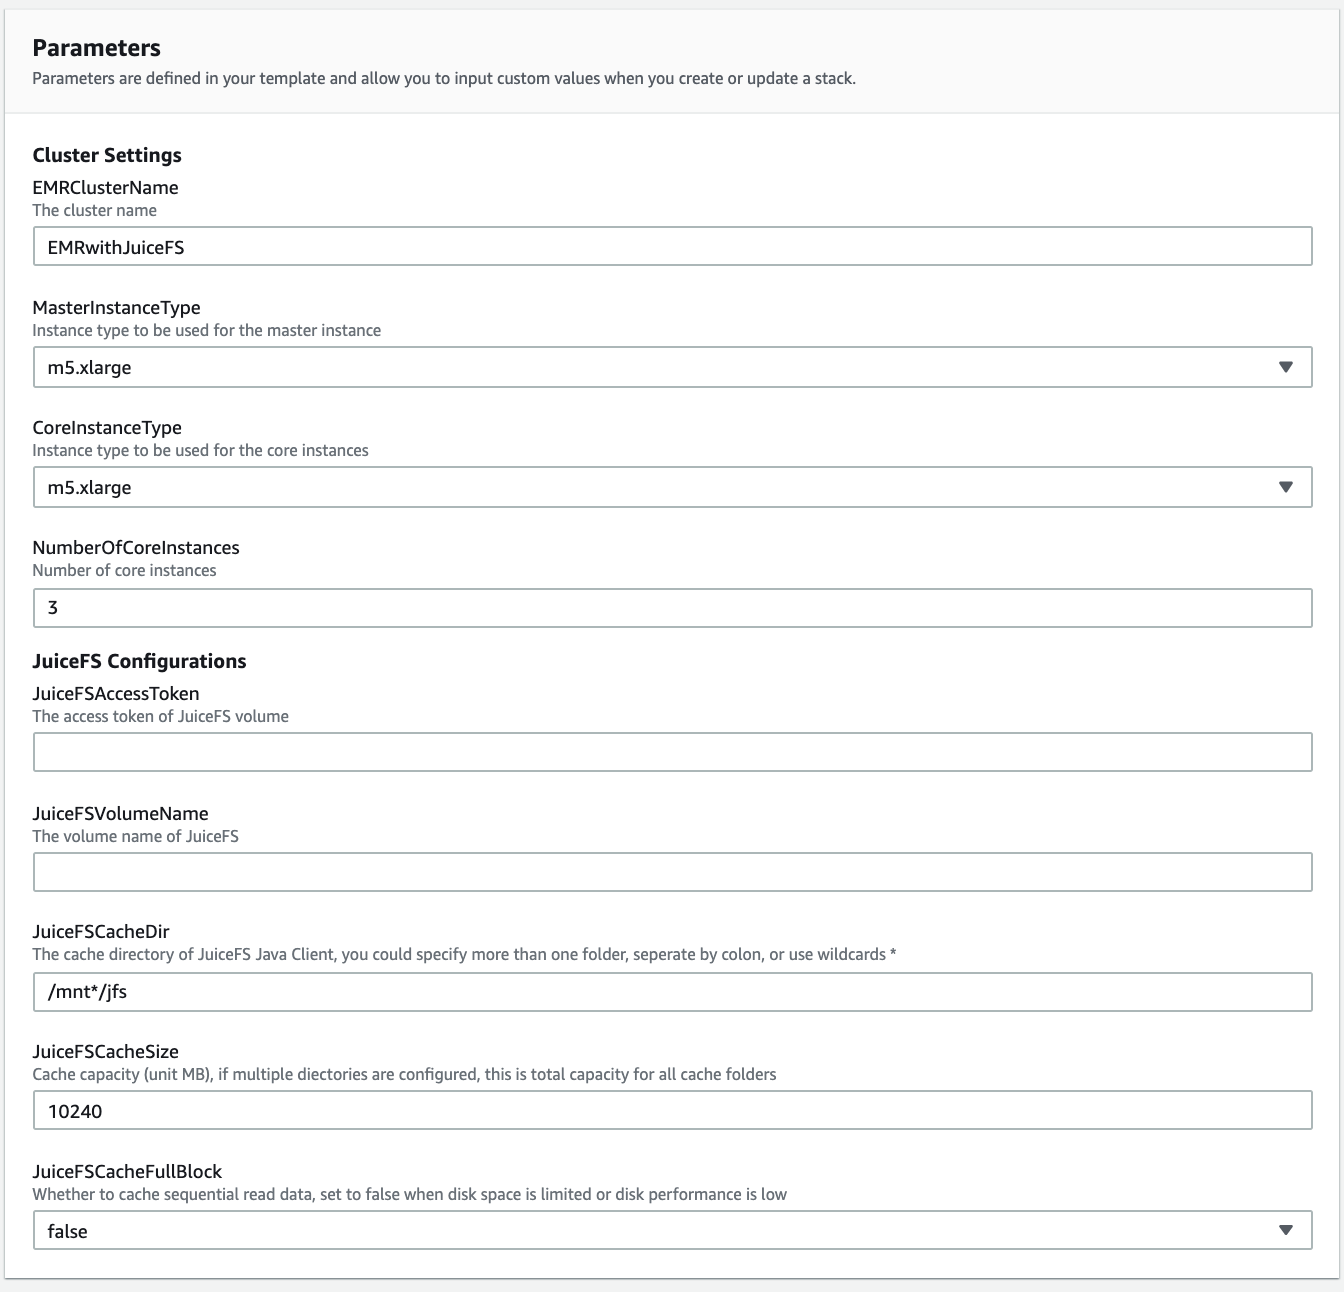 Parameters
Parameters are defined in your template and allow you to input custom values when you create or update a stack.
Cluster Settings
EMRClusterName
The cluster name
EMRwithJuiceFS
MasterInstanceType
Instance type to be used for the master instance
m5.xlarge
CoreInstanceType
Instance type to be used for the core instances
m5.xlarge
NumberOfCoreInstances
Number of core instances
3
JuiceFS Configurations
JuiceFSAccessToken
The access token of JuiceFS volume
JuiceFSVolumeName
The volume name of JuiceFS
JuiceFSCacheDir
The cache directory of JuiceFS Java Client, you could specify more than one folder, seperate by colon, or use wildcards *
/mnt*/jfs
JuiceFSCacheSize
Cache capacity (unit MB), if multiple diectories are configured, this is total capacity for all cache folders
10240
JuiceFSCacheFullBlock
Whether to cache sequential read data, set to false when disk space is limited or disk performance is low
false